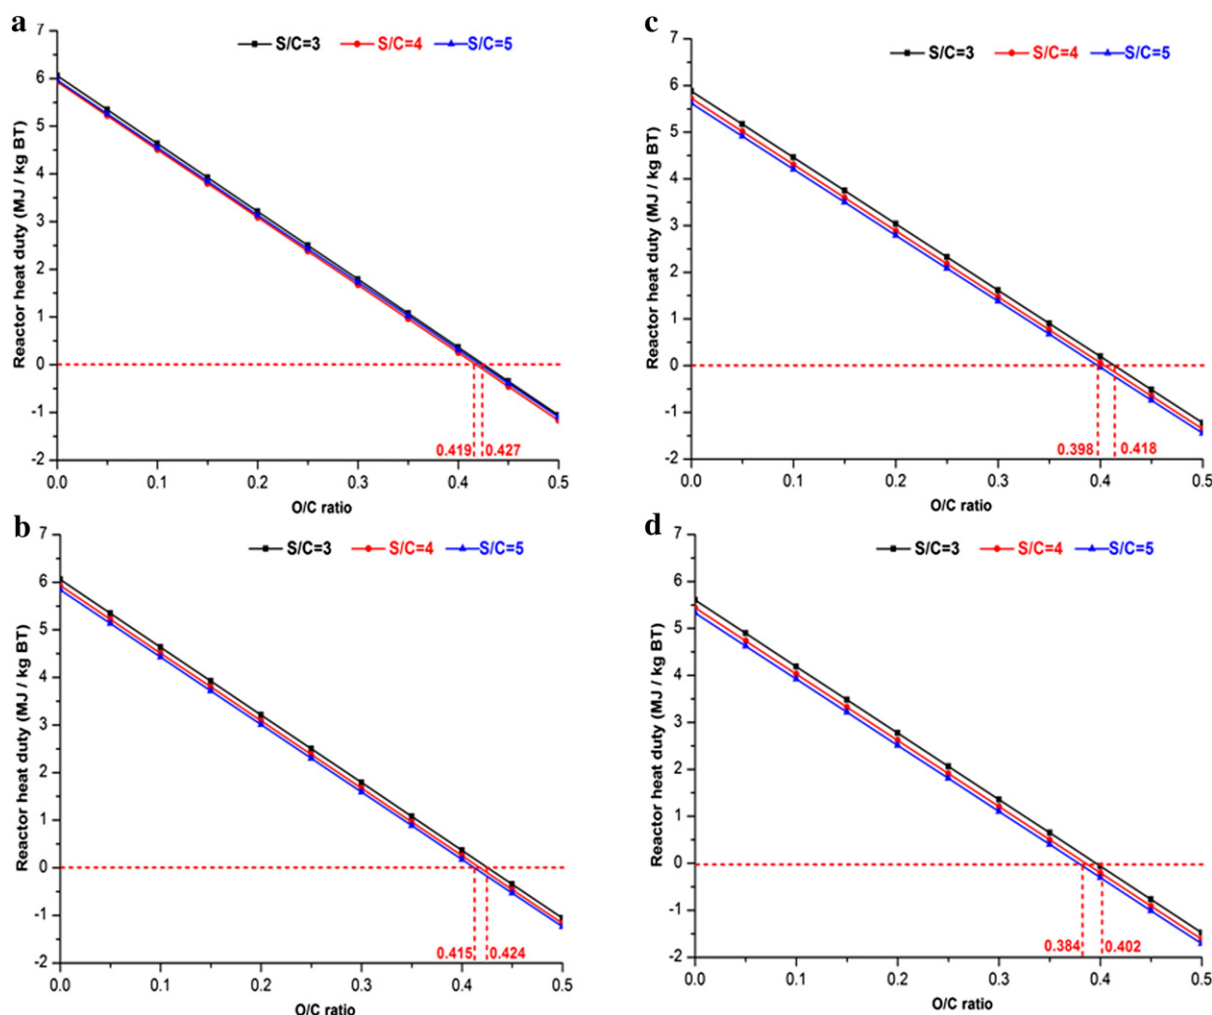 a
S/C=3 S/C=4 S/C=5
Reactor heat duty (MJ / kg BT)
7
6
5
4
3
2
1
0
-1
-2
0.419 0.427
0.0 0.1 0.2 0.3 0.4 0.5
O/C ratio
c
S/C=3 S/C=4 S/C=5
Reactor heat duty (MJ / kg BT)
7
6
5
4
3
2
1
0
-1
-2
0.398 0.418
0.0 0.1 0.2 0.3 0.4 0.5
O/C ratio
b
S/C=3 S/C=4 S/C=5
Reactor heat duty (MJ / kg BT)
7
6
5
4
3
2
1
0
-1
-2
0.415 0.424
0.0 0.1 0.2 0.3 0.4 0.5
O/C ratio
d
S/C=3 S/C=4 S/C=5
Reactor heat duty (MJ / kg BT)
7
6
5
4
3
2
1
0
-1
-2
0.384 0.402
0.0 0.1 0.2 0.3 0.4 0.5
O/C ratio